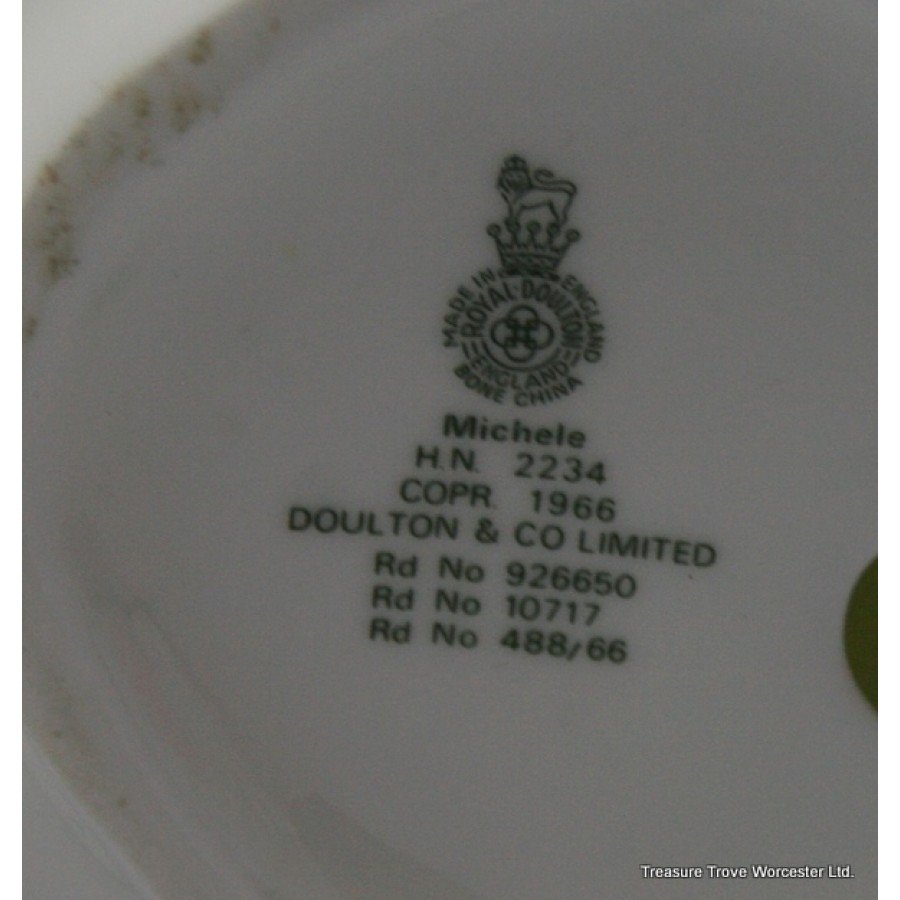 MADE IN ENGLAND
ROYAL DOULTON
ENGLAND
BONE CHINA
Michele
H.N. 2234
COPR. 1966
DOULTON & CO LIMITED
Rd No 926650
Rd No 10717
Rd No 488/66
Treasure Trove Worcester Ltd.